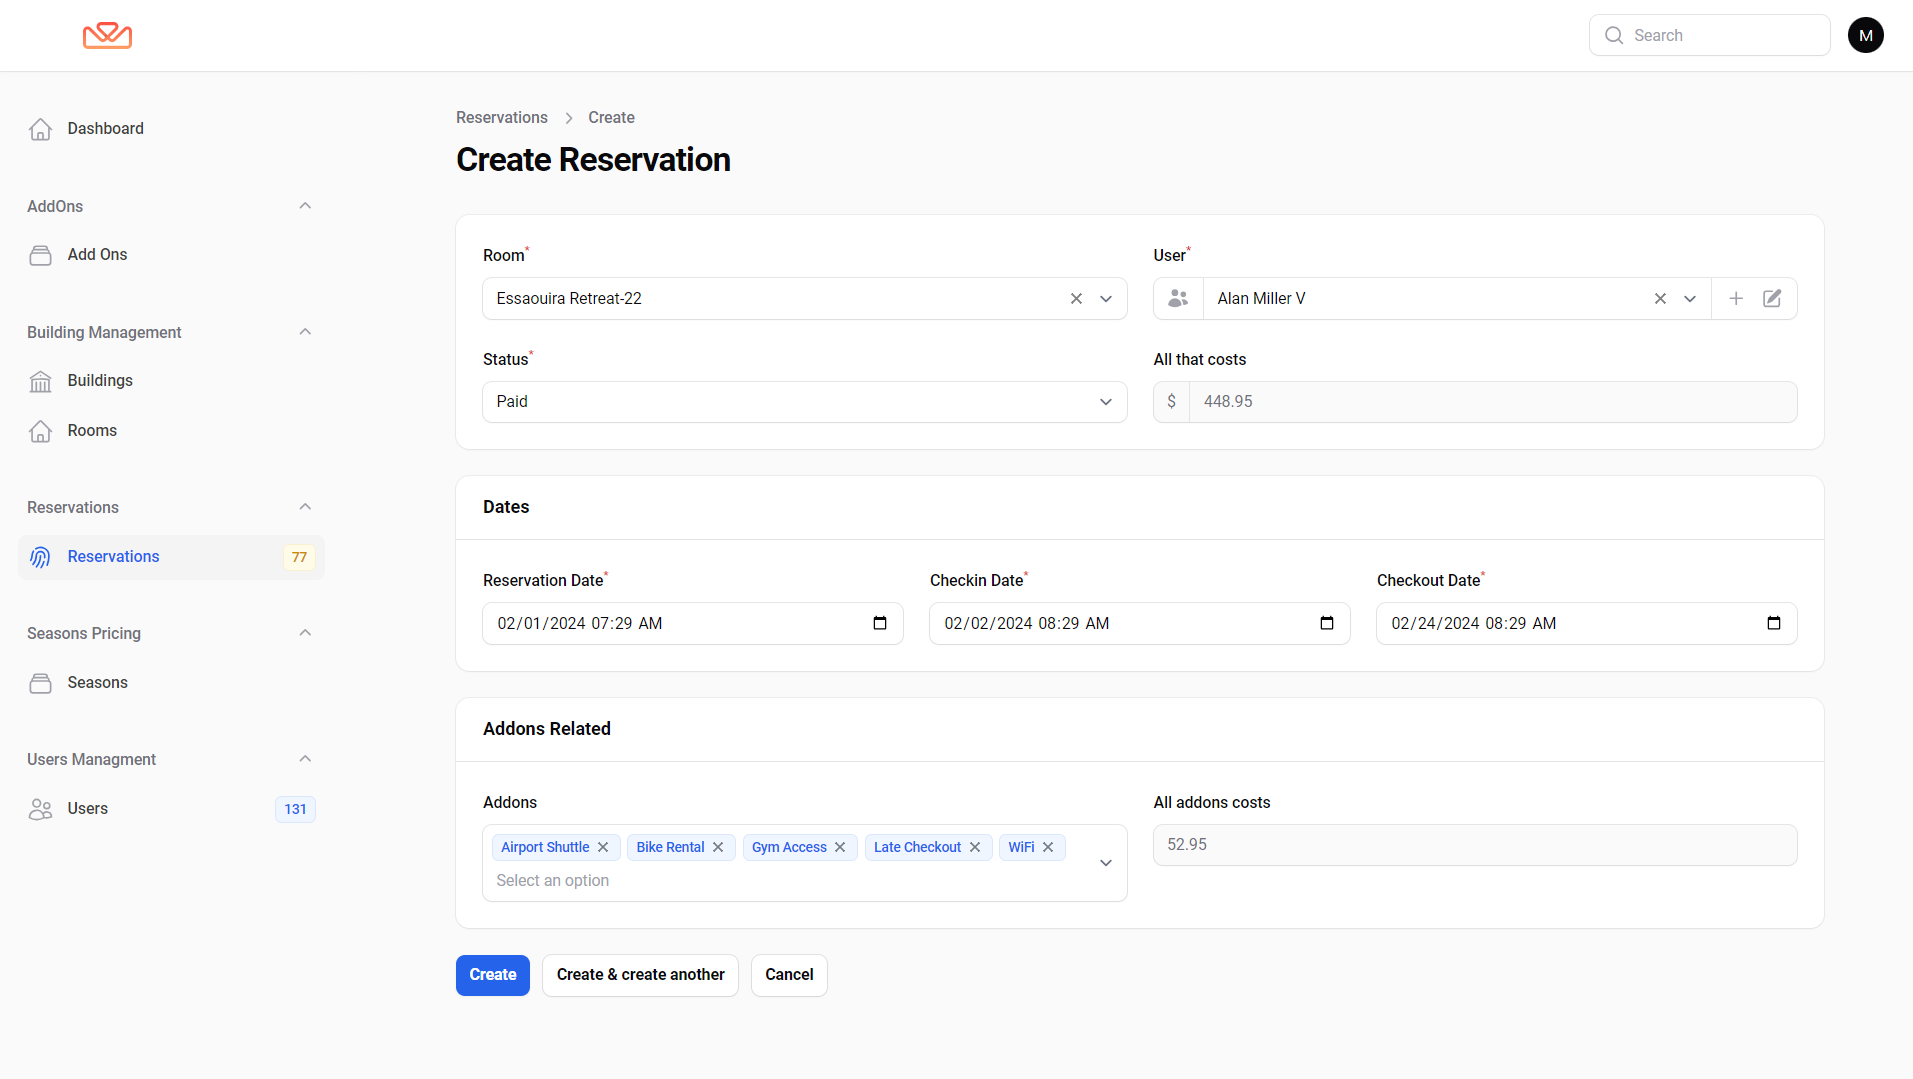 Search
M
Dashboard
AddOns
Add Ons
Building Management
Buildings
Rooms
Reservations
Reservations 77
Seasons Pricing
Seasons
Users Managment
Users 131
Reservations Create
Create Reservation
Room* User*
Essaouira Retreat-22 Alan Miller V
Status* All that costs
Paid $ 448.95
Dates
Reservation Date* Checkin Date* Checkout Date*
02/01/2024 07:29 AM 02/02/2024 08:29 AM 02/24/2024 08:29 AM
Addons Related
Addons All addons costs
Airport Shuttle Bike Rental Gym Access Late Checkout WiFi 52.95
Select an option
Create Create & create another Cancel